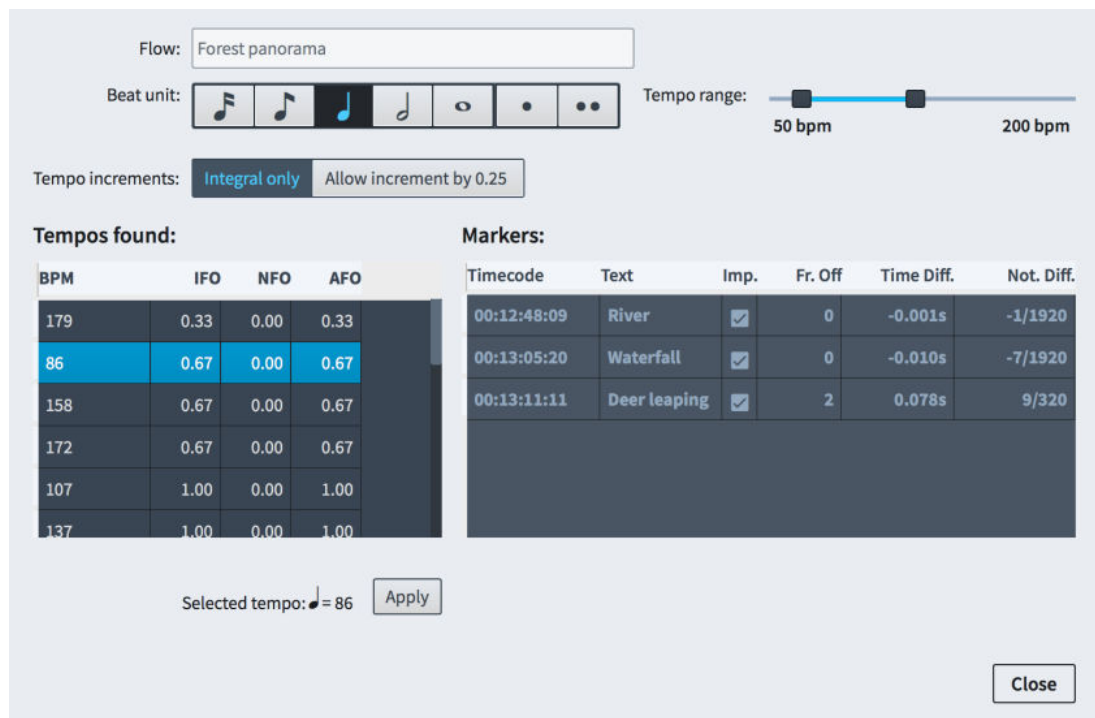 Flow: Forest panorama
Beat unit:
Tempo range:
50 bpm 200 bpm
Tempo increments: Integral only Allow increment by 0.25
Tempos found:
BPM IFO NFO AFO
179 0.33 0.00 0.33
86 0.67 0.00 0.67
158 0.67 0.00 0.67
172 0.67 0.00 0.67
107 1.00 0.00 1.00
137 1.00 0.00 1.00
Selected tempo: = 86 Apply
Markers:
Timecode Text Imp. Fr. Off Time Diff. Not. Diff.
00:12:48:09 River 0 -0.001s -1/1920
00:13:05:20 Waterfall 0 -0.010s -7/1920
00:13:11:11 Deer leaping 2 0.078s 9/320
Close